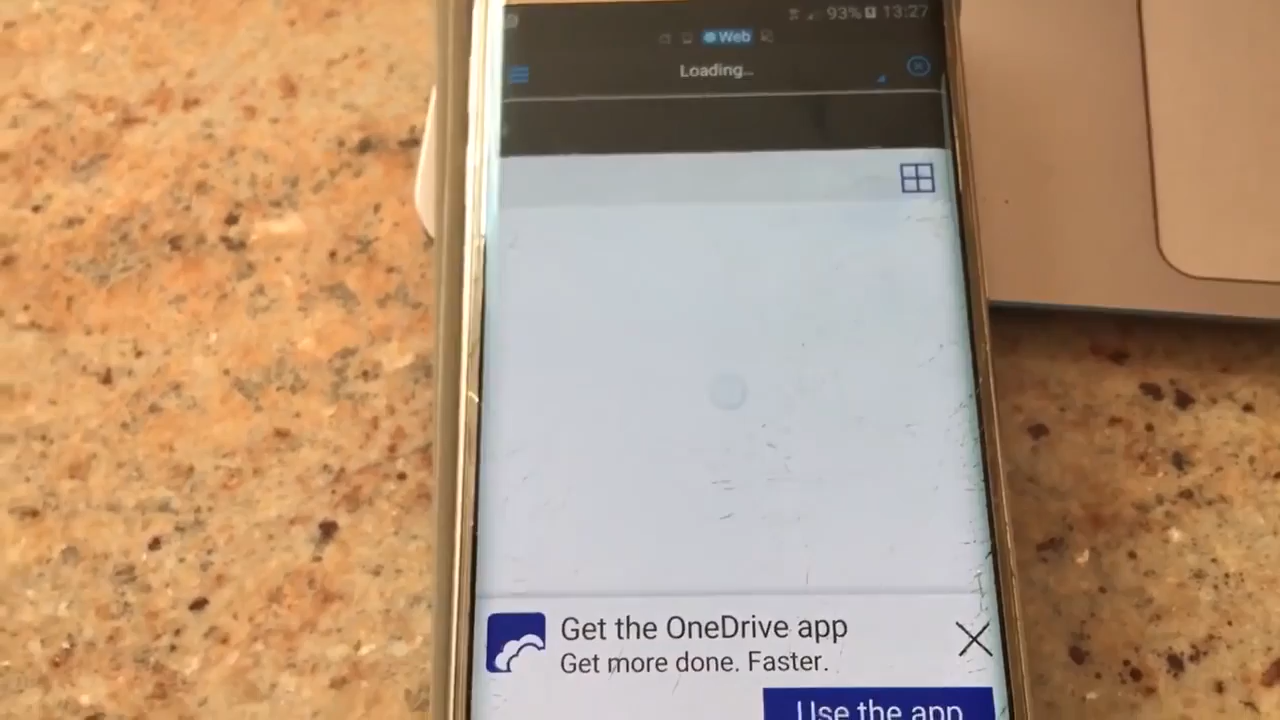 93% 13:27
Web
Loading...
Get the OneDrive app
Get more done. Faster.
Use the app